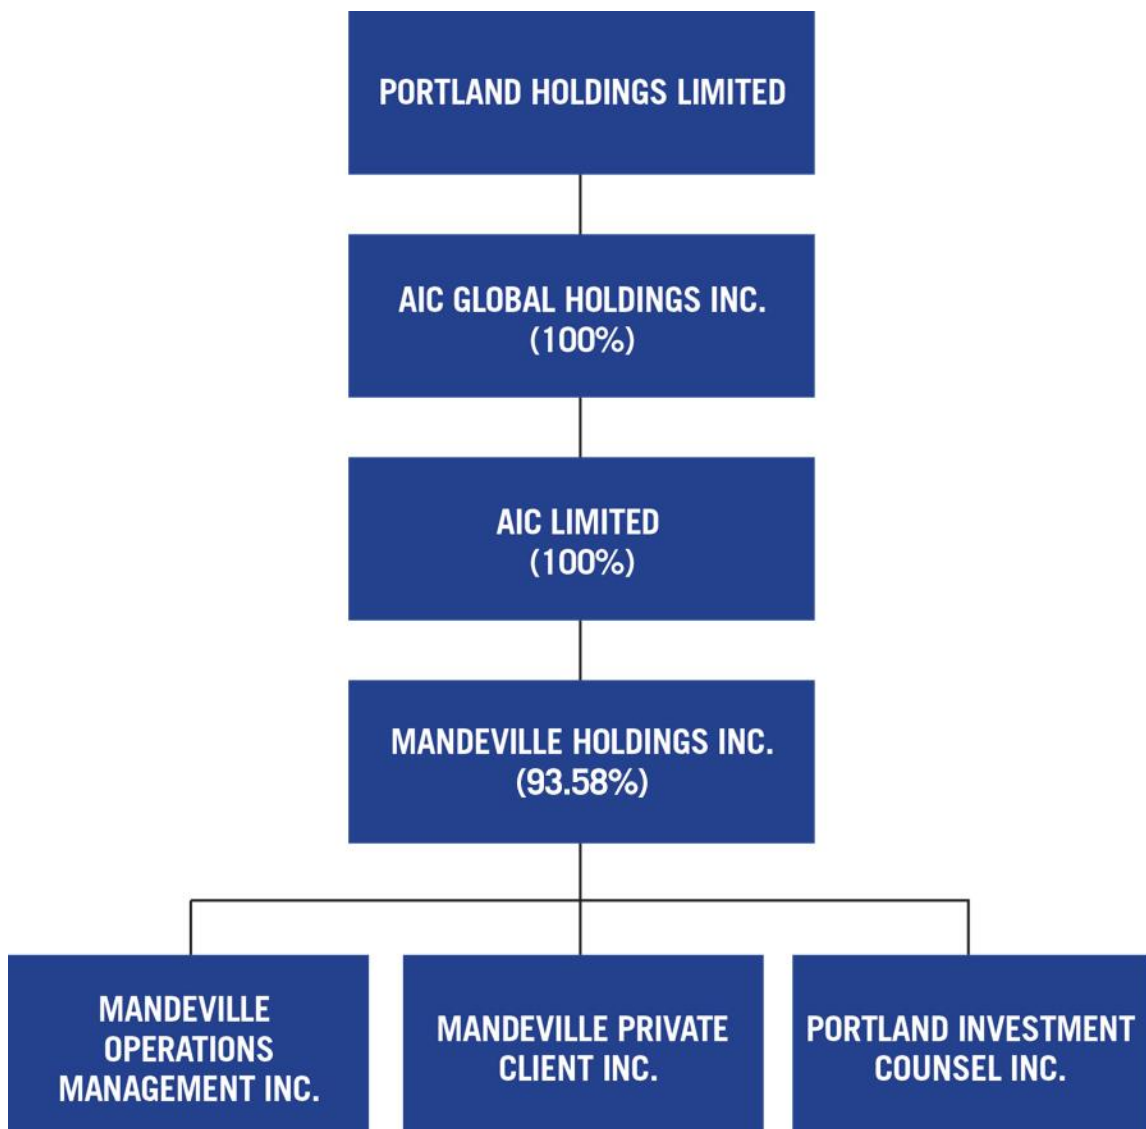 PORTLAND HOLDINGS LIMITED
AIC GLOBAL HOLDINGS INC.
(100%)
AIC LIMITED
(100%)
MANDEVILLE HOLDINGS INC.
(93.58%)
MANDEVILLE
OPERATIONS
MANAGEMENT INC.
MANDEVILLE PRIVATE
CLIENT INC.
PORTLAND INVESTMENT
COUNSEL INC.